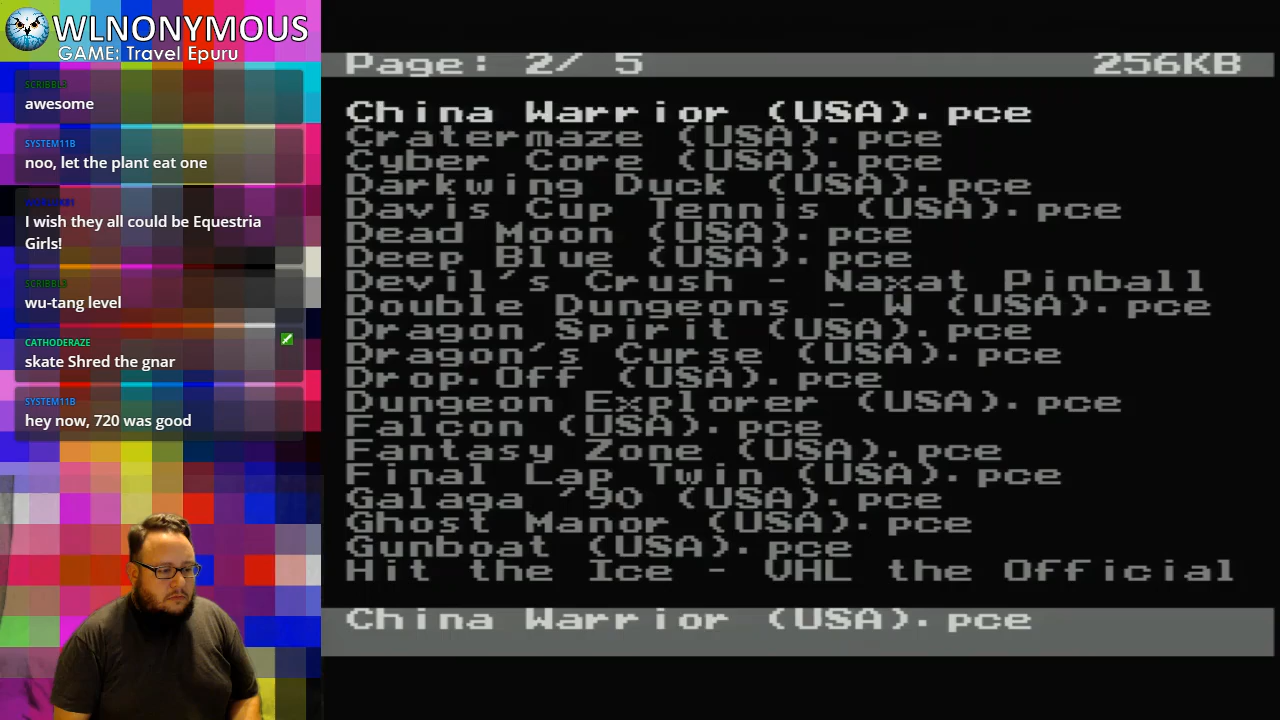 WLNONYMOUS
GAME: Travel Epuru
SCRIBBLS
awesome
SYSTEM11B
noo, let the plant eat one
I wish they all could be Equestria
Girls!
SCRIBBLS
wu-tang level
CATHODERAZE
skate Shred the gnar
SYSTEM11B
hey now, 720 was good
Page: 2/ 5 256KB
China Warrior (USA).pce
Cratermaze (USA).pce
Cyber Core (USA).pce
Darkwing Duck (USA).pce
Davis Cup Tennis (USA).pce
Dead Moon (USA).pce
Deep Blue (USA).pce
Devil's Crush - Naxat Pinball
Double Dungeons - W (USA).pce
Dragon Spirit (USA).pce
Dragon's Curse (USA).pce
Drop.Off (USA).pce
Dungeon Explorer (USA).pce
Falcon (USA).pce
Fantasy Zone (USA).pce
Final Lap Twin (USA).pce
Galaga '90 (USA).pce
Ghost Manor (USA).pce
Gunboat (USA).pce
Hit the Ice - VHL the Official
China Warrior (USA).pce